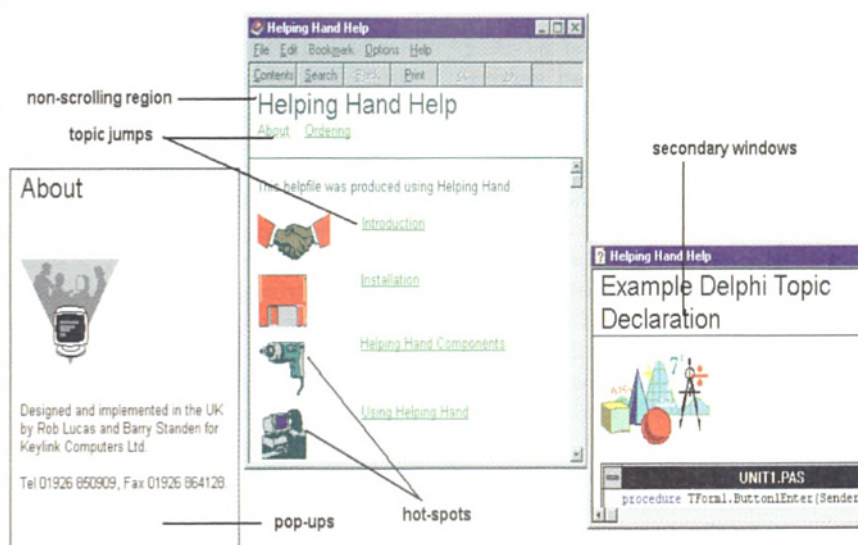 Helping Hand Help
File Edit Bookmark Options Help
Contents Search Back Print << >>
non-scrolling region
Helping Hand Help
topic jumps
About Ordering
secondary windows
About
This helpfile was produced using Helping Hand.
Introduction
Helping Hand Help
Example Delphi Topic
Declaration
Installation
Helping Hand Components
Designed and implemented in the UK
by Rob Lucas and Barry Standen for
Keylink Computers Ltd.
Using Helping Hand
Tel 01926 850909, Fax 01926 864128.
UNIT1.PAS
procedure TForm1.Button1Enter(Sender
pop-ups
hot-spots